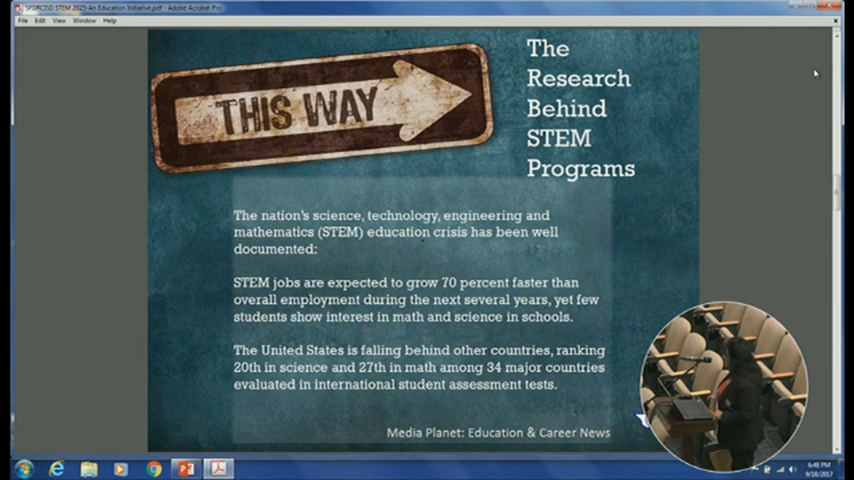 SFDRCISD STEM 2025-An Education Initiative.pdf - Adobe Acrobat Pro
File Edit View Window Help
THIS WAY
The
Research
Behind
STEM
Programs
The nation's science, technology, engineering and
mathematics (STEM) education crisis has been well
documented:
STEM jobs are expected to grow 70 percent faster than
overall employment during the next several years, yet few
students show interest in math and science in schools.
The United States is falling behind other countries, ranking
20th in science and 27th in math among 34 major countries
evaluated in international student assessment tests.
Media Planet: Education & Career News
6:48 PM
9/18/2017